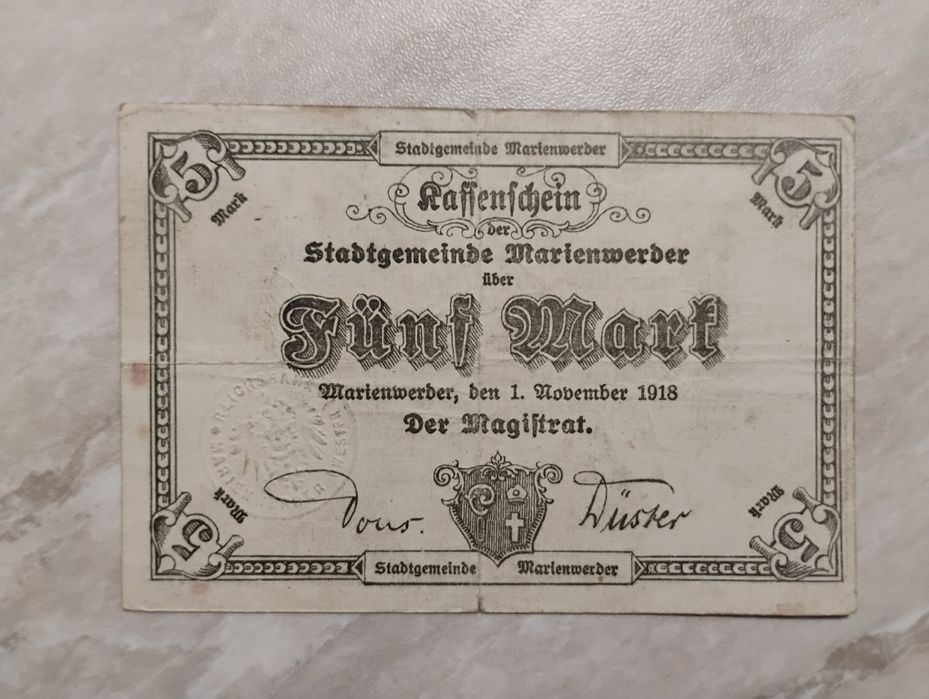 Stadtgemeinde Marienwerder
5 Mark
5 Mark
Kassenschein
der
Stadtgemeinde Marienwerder
über
Fünf Mark
Marienwerder, den 1. November 1918
Der Magistrat.
Düster
5 Mark
5 Mark
Stadtgemeinde Marienwerder